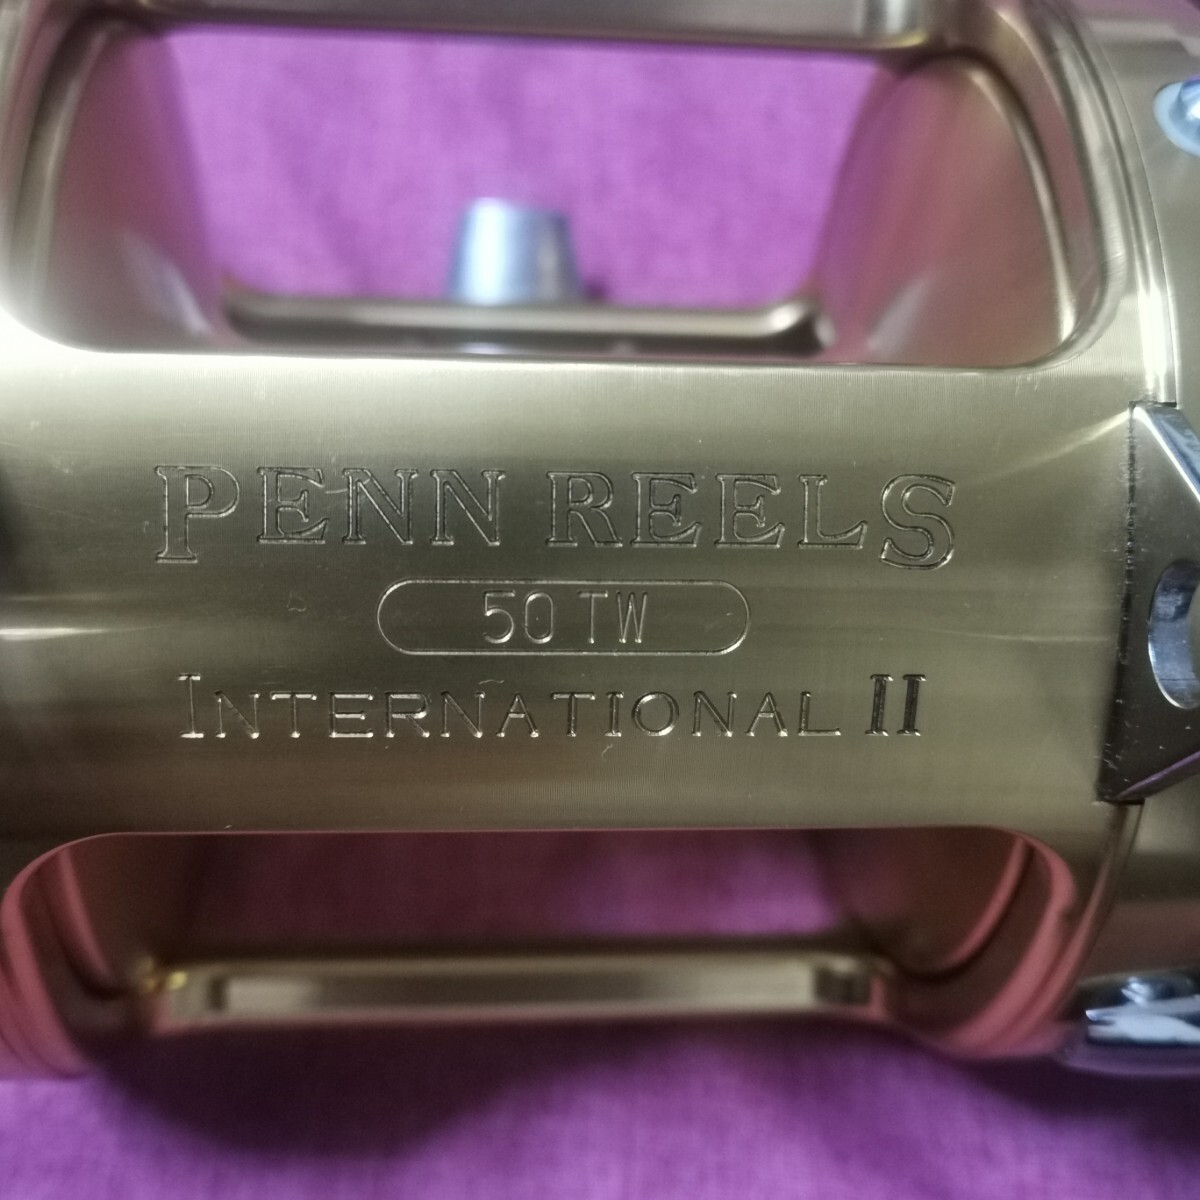 PENN REELS
50 TW
INTERNATIONAL II